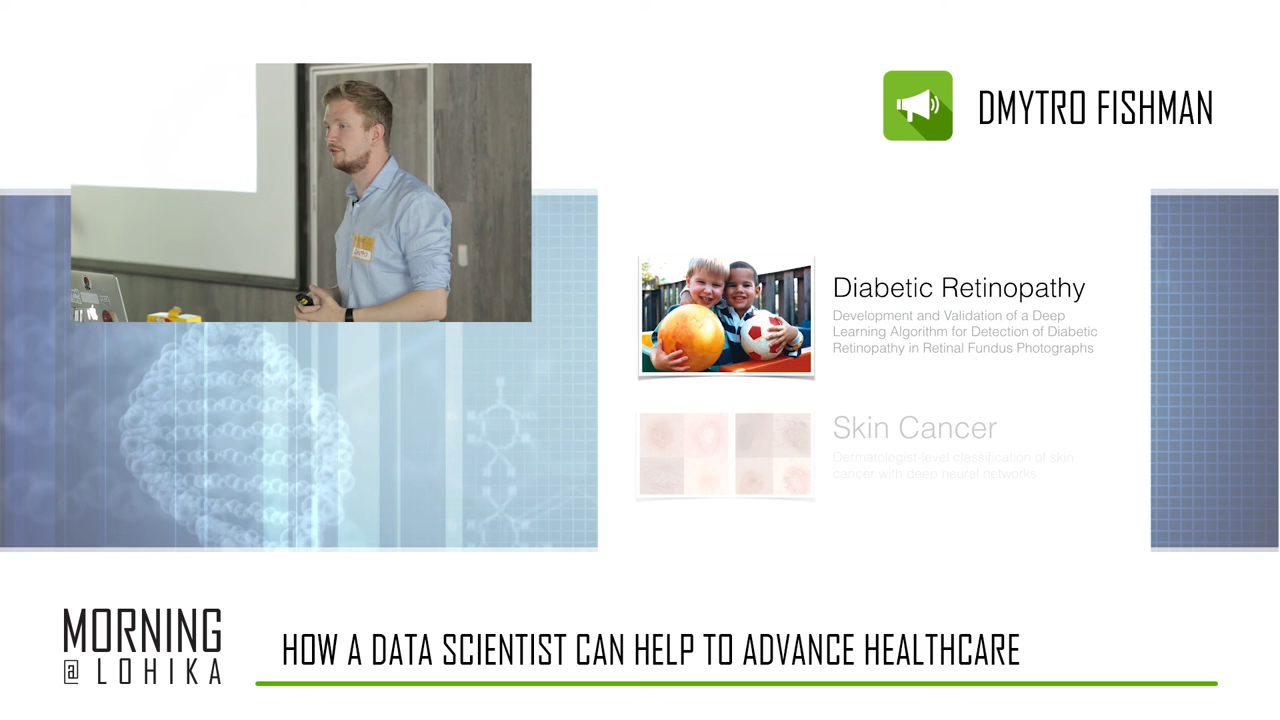 DMYTRO FISHMAN
Diabetic Retinopathy
Development and Validation of a Deep
Learning Algorithm for Detection of Diabetic
Retinopathy in Retinal Fundus Photographs
Skin Cancer
Dermatologist-level classification of skin
cancer with deep neural networks
MORNING
@ LOHIKA
HOW A DATA SCIENTIST CAN HELP TO ADVANCE HEALTHCARE